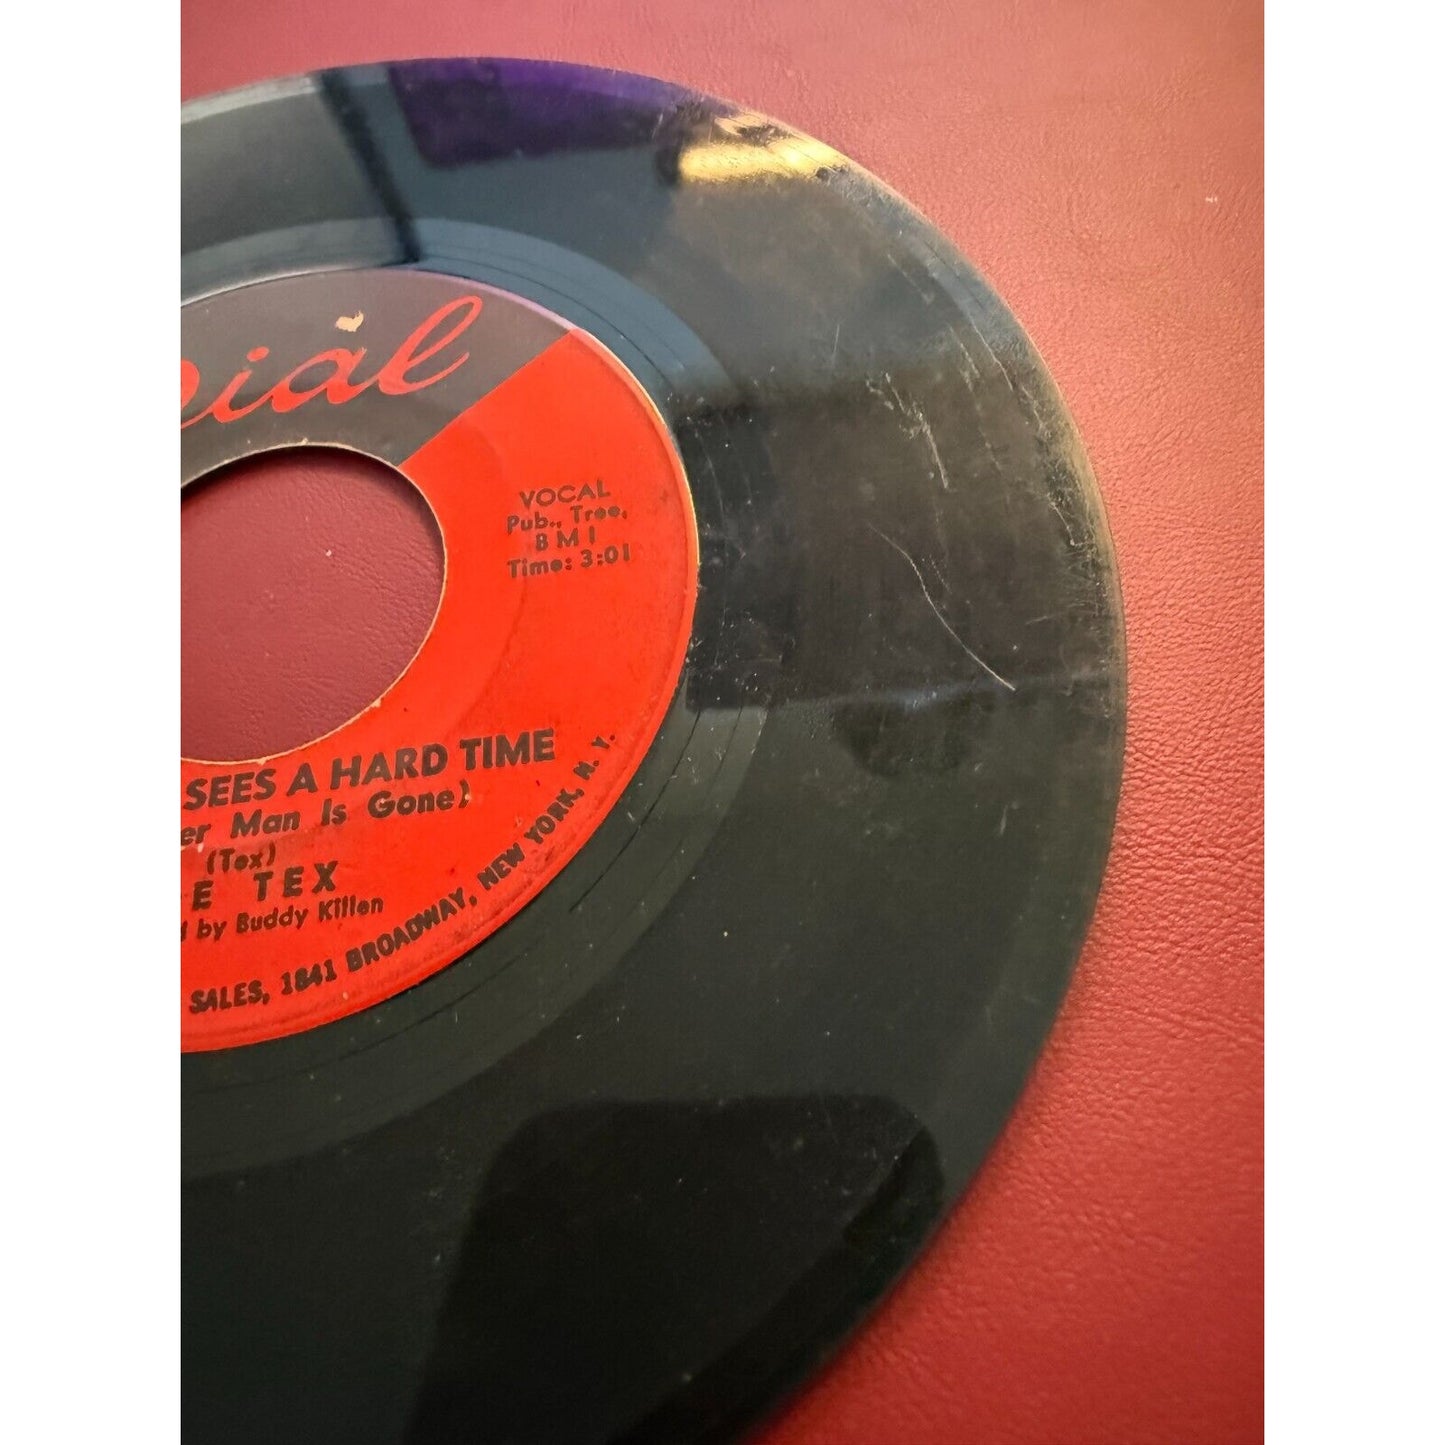 ial
VOCAL
Pub., Tree,
BMI
Time: 3:01
SEES A HARD TIME
er Man Is Gone)
(Tex)
E TEX
by Buddy Killen
SALES, 1841 BROADWAY, NEW YORK, N. Y.